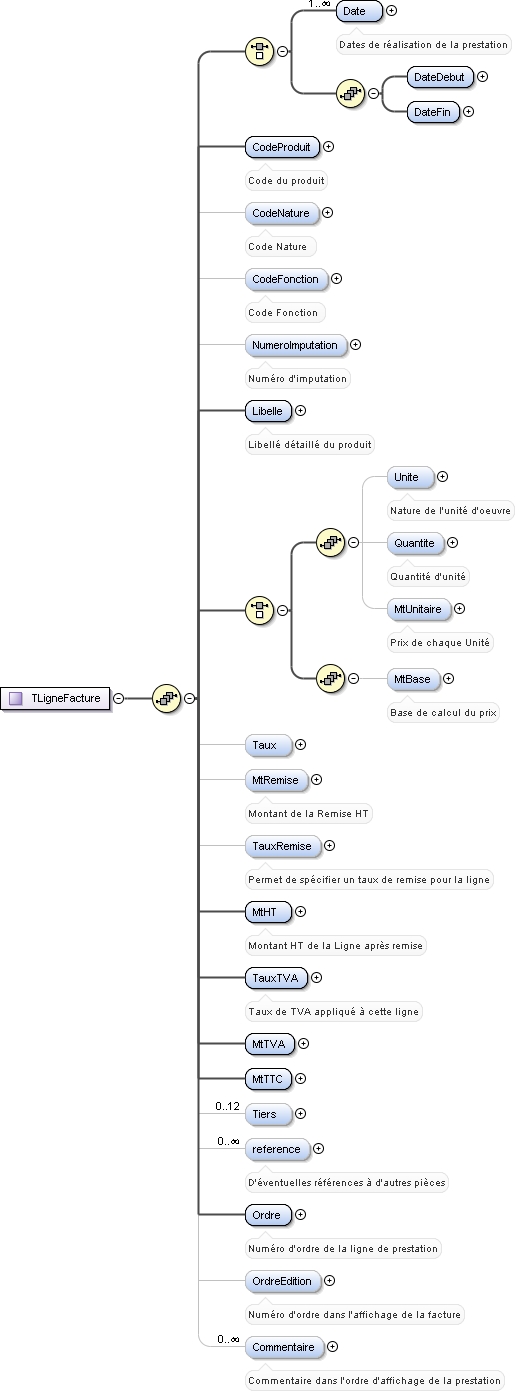 1..∞
Date
Dates de réalisation de la prestation
DateDebut
DateFin
CodeProduit
Code du produit
CodeNature
Code Nature
CodeFonction
Code Fonction
NumeroImputation
Numéro d'imputation
Libelle
Libellé détaillé du produit
Unite
Nature de l'unité d'oeuvre
Quantite
Quantité d'unité
MtUnitaire
Prix de chaque Unité
MtBase
Base de calcul du prix
TLigneFacture
Taux
MtRemise
Montant de la Remise HT
TauxRemise
Permet de spécifier un taux de remise pour la ligne
MtHT
Montant HT de la Ligne après remise
TauxTVA
Taux de TVA appliqué à cette ligne
MtTVA
MtTTC
0..12
Tiers
0..∞
reference
D'éventuelles références à d'autres pièces
Ordre
Numéro d'ordre de la ligne de prestation
OrdreEdition
Numéro d'ordre dans l'affichage de la facture
0..∞
Commentaire
Commentaire dans l'ordre d'affichage de la prestation